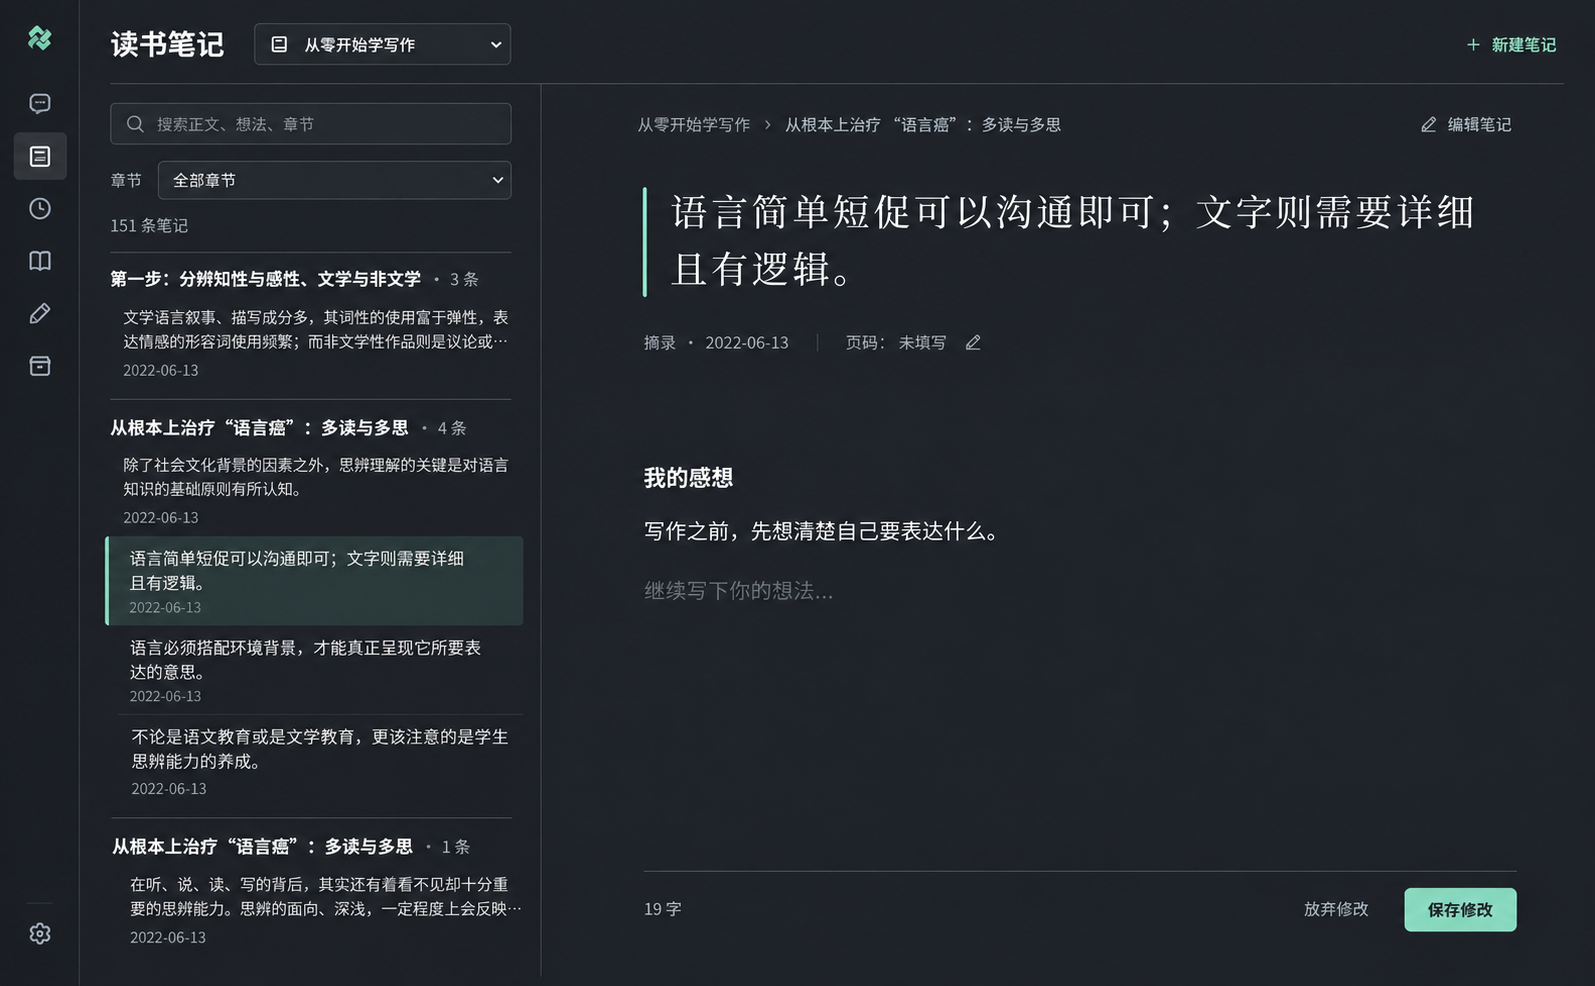 读书笔记
从零开始学写作
+ 新建笔记
搜索正文、想法、章节
章节
全部章节
151 条笔记
第一步：分辨知性与感性、文学与非文学 · 3 条
文学语言叙事、描写成分多，其词性的使用富于弹性，表
达情感的形容词使用频繁；而非文学性作品则是议论或…
2022-06-13
从根本上治疗“语言癌”：多读与多思 · 4 条
除了社会文化背景的因素之外，思辨理解的关键是对语言
知识的基础原则有所认知。
2022-06-13
语言简单短促可以沟通即可；文字则需要详细
且有逻辑。
2022-06-13
语言必须搭配环境背景，才能真正呈现它所要表
达的意思。
2022-06-13
不论是语文教育或是文学教育，更该注意的是学生
思辨能力的养成。
2022-06-13
从根本上治疗“语言癌”：多读与多思 · 1 条
在听、说、读、写的背后，其实还有着看不见却十分重
要的思辨能力。思辨的面向、深浅，一定程度上会反映…
2022-06-13
从零开始学写作 › 从根本上治疗“语言癌”：多读与多思
编辑笔记
语言简单短促可以沟通即可；文字则需要详细
且有逻辑。
摘录 · 2022-06-13 | 页码： 未填写
我的感想
写作之前，先想清楚自己要表达什么。
继续写下你的想法...
19 字
放弃修改
保存修改